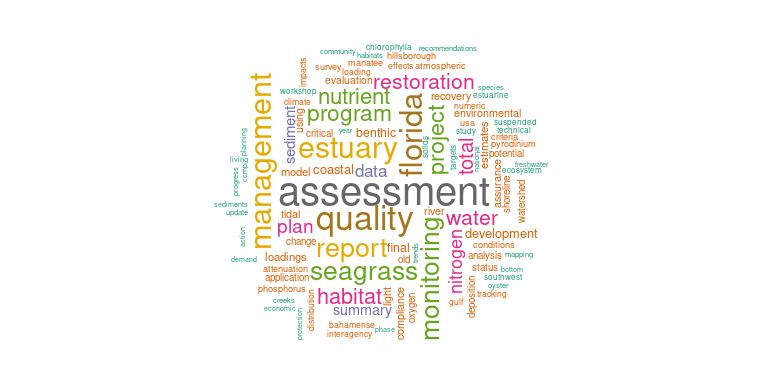 community
chlorophylla
recommendations
habitats
hillsborough
impacts
survey
manatee
effects
atmospheric
loading
evaluation
restoration
species
workshop
nutrient
recovery
estuarine
climate
numeric
management
using
program
florida
project
environmental
usa
suspended
sediment
critical
year
benthic
study
technical
total
estimates
criteria
planning
estuary
solids
targets
national
pyrodinium
potential
living
ccmp
progress
model
coastal
data
assurance
freshwater
ecosystem
shoreline
watershed
assessment
sediments
update
tidal
quality
river
water
action
plan
monitoring
development
change
report
final
trends
conditions
demand
loadings
old
nitrogen
analysis
mapping
attenuation
seagrass
status
bottom
application
southwest
phosphorus
habitat
light
deposition
oyster
tracking
creeks
economic
distribution
summary
compliance
oxygen
gulf
protection
bahamense
phase
interagency